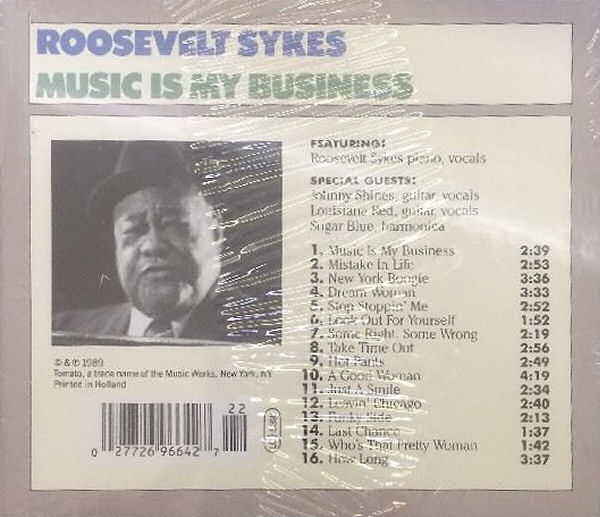 ROOSEVELT SYKES
MUSIC IS MY BUSINESS
FEATURING:
Roosevelt Sykes piano, vocals
SPECIAL GUESTS:
Johnny Shines, guitar, vocals
Louisiana Red, guitar, vocals
Sugar Blue, harmonica
1. Music Is My Business 2:39
2. Mistake In Life 2:53
3. New York Boogie 3:36
4. Dream Woman 3:33
5. Stop Stoppin' Me 2:52
6. Look Out For Yourself 1:52
7. Some Right, Some Wrong 2:19
8. Take Time Out 2:56
9. Hot Pants 2:49
10. A Good Woman 4:19
11. Just A Smile 2:34
12. Leavin' Chicago 2:40
13. Funky Side 2:13
14. Last Chance 1:37
15. Who's That Pretty Woman 1:42
16. How Long 3:37
© & ℗ 1989
Tomato, a trade name of the Music Works, New York, NY
Printed in Holland
22
0 27726 96642 7